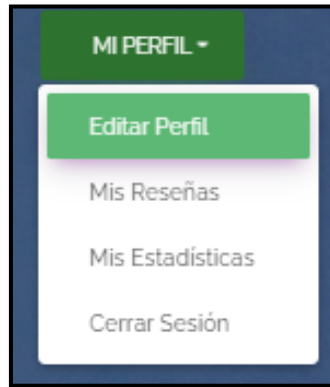 MI PERFIL
Editar Perfil
Mis Reseñas
Mis Estadísticas
Cerrar Sesión